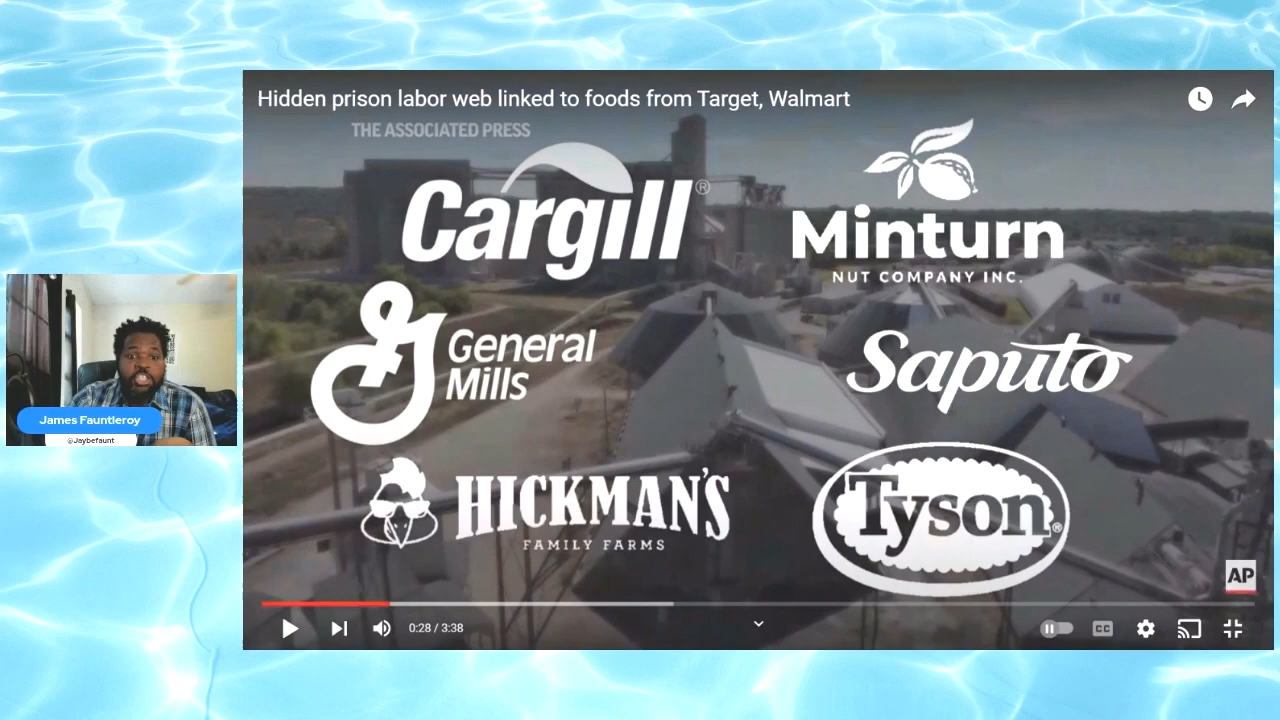 Hidden prison labor web linked to foods from Target, Walmart
THE ASSOCIATED PRESS
Cargill®
Minturn
NUT COMPANY INC.
General
Mills
Saputo
HICKMAN'S
FAMILY FARMS
Tyson®
James Fauntleroy
@Jaybefaunt
AP
0:28 / 3:38
CC